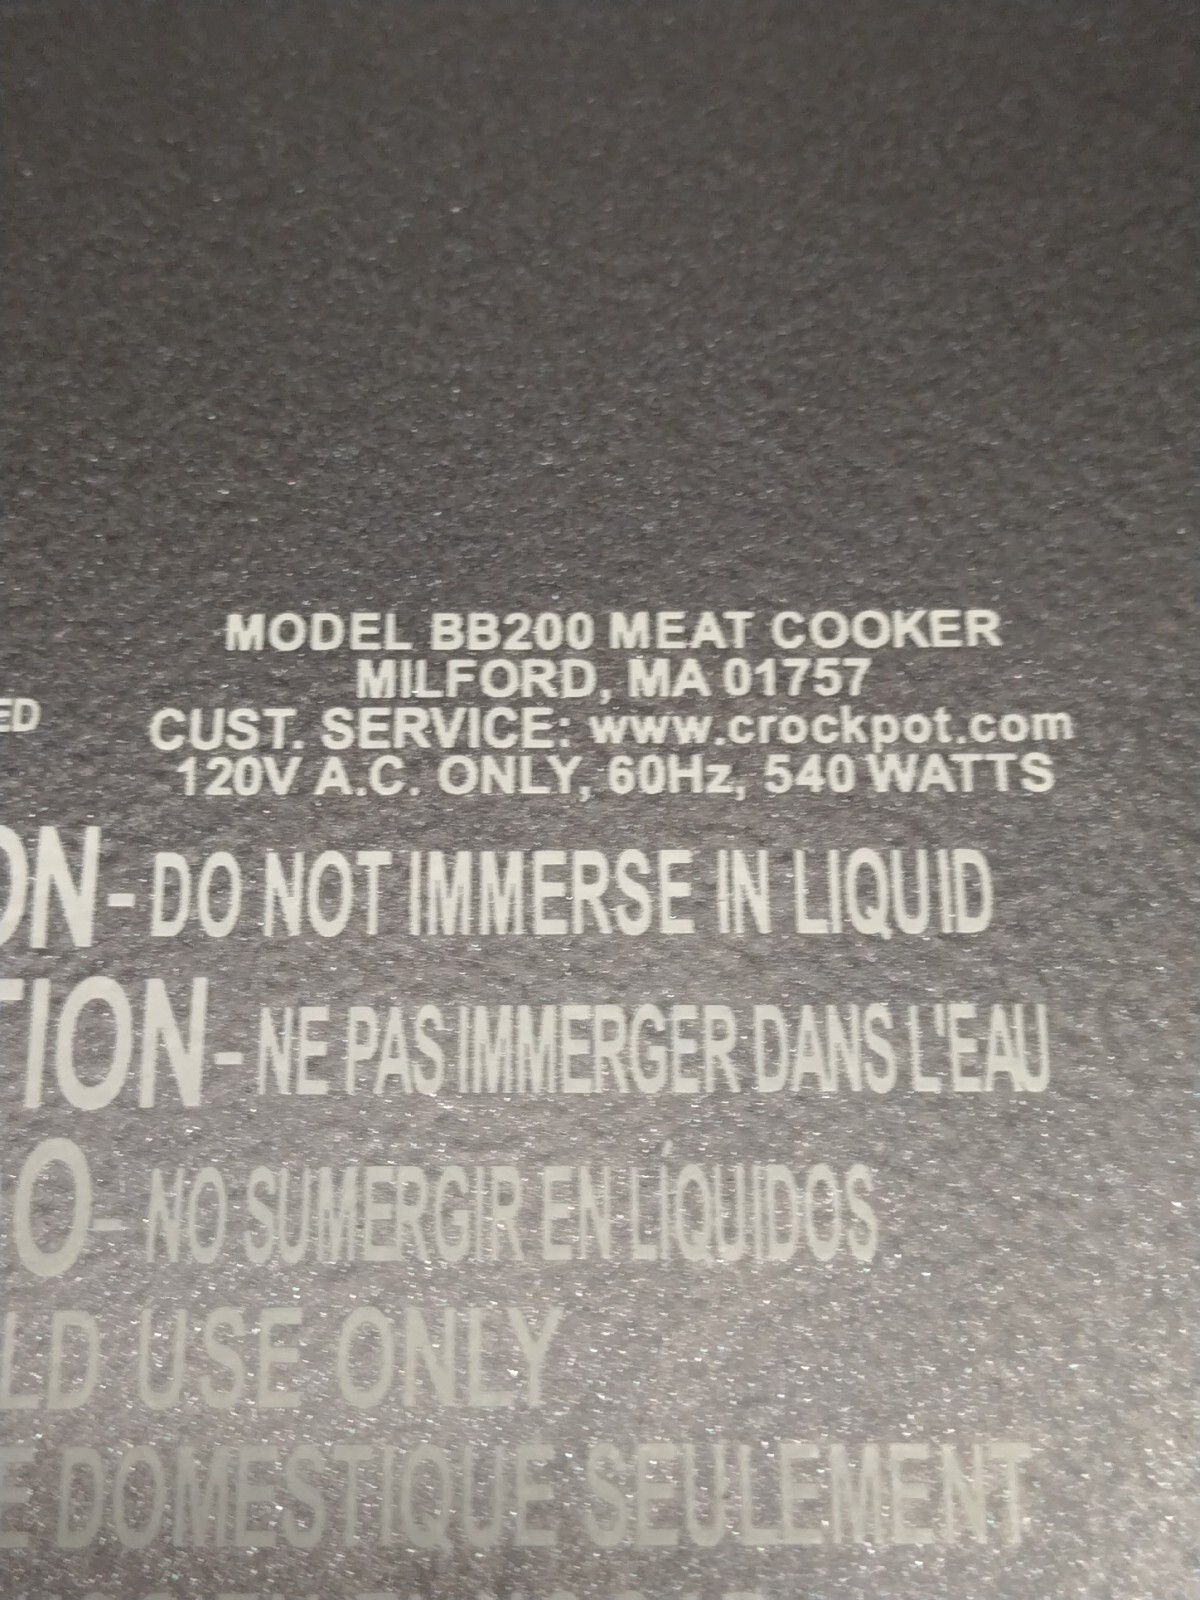 MODEL BB200 MEAT COOKER
MILFORD, MA 01757
ED
CUST. SERVICE: www.crockpot.com
120V A.C. ONLY, 60Hz, 540 WATTS
ON - DO NOT IMMERSE IN LIQUID
TION - NE PAS IMMERGER DANS L'EAU
O – NO SUMERGIR EN LÍQUIDOS
LD USE ONLY
E DOMESTIQUE SEULEMENT